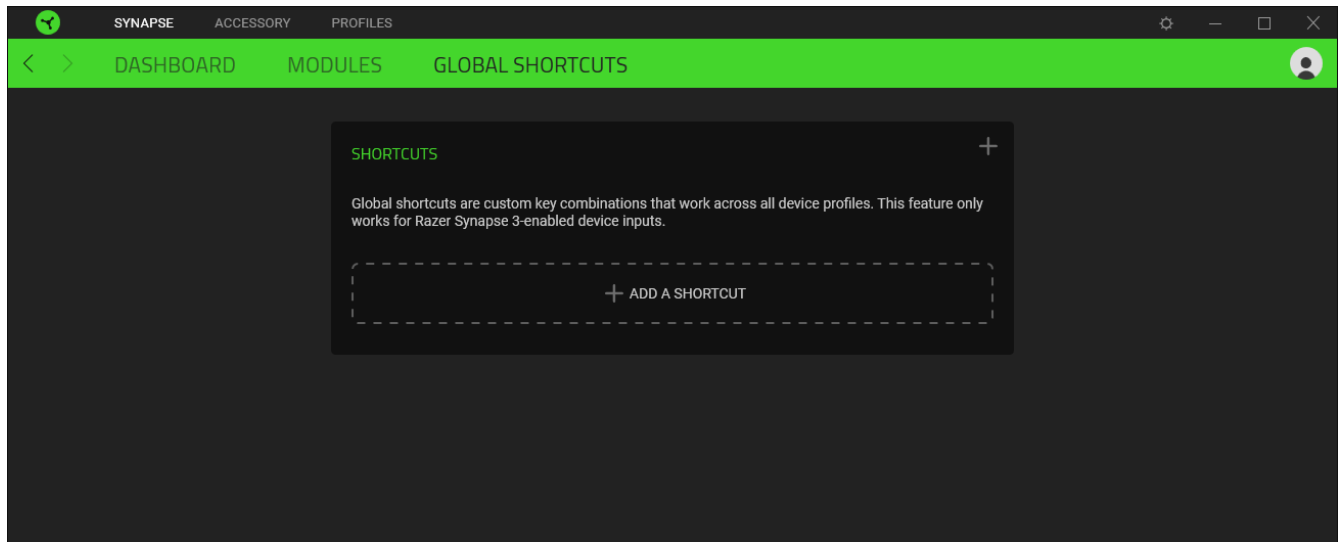 SYNAPSE ACCESSORY PROFILES
DASHBOARD MODULES GLOBAL SHORTCUTS
SHORTCUTS
Global shortcuts are custom key combinations that work across all device profiles. This feature only
works for Razer Synapse 3-enabled device inputs.
ADD A SHORTCUT